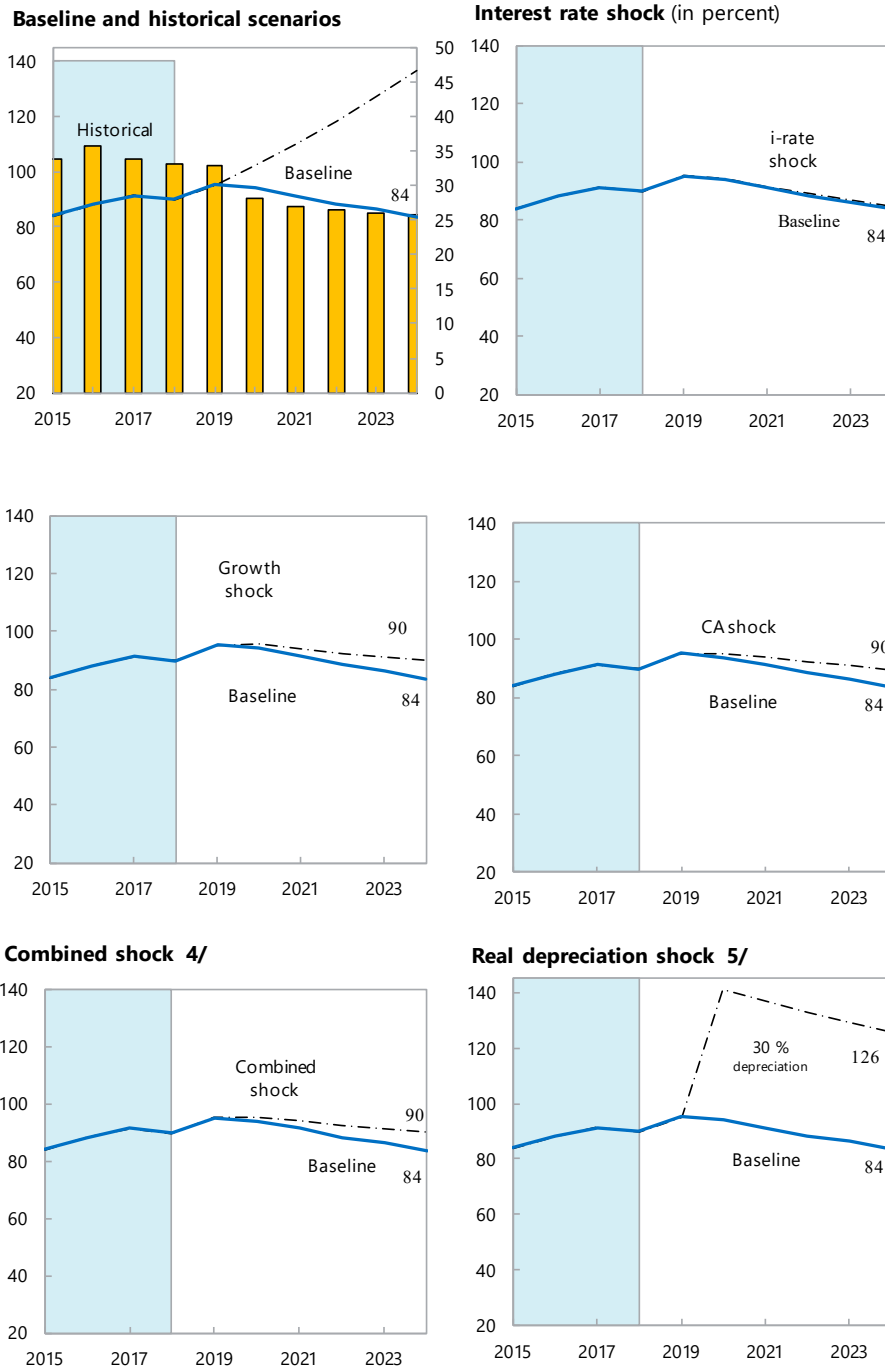 Baseline and historical scenarios
50
45
40
35
30
25
20
15
10
5
0
140
120
100
80
60
40
20
Historical
Baseline
84
2015 2017 2019 2021 2023
Interest rate shock (in percent)
140
120
100
80
60
40
20
i-rate
shock
Baseline
84
2015 2017 2019 2021 2023
140
120
100
80
60
40
20
Growth
shock
90
Baseline
84
2015 2017 2019 2021 2023
140
120
100
80
60
40
20
CA shock
90
Baseline
84
2015 2017 2019 2021 2023
Combined shock 4/
140
120
100
80
60
40
20
Combined
shock
90
Baseline
84
2015 2017 2019 2021 2023
Real depreciation shock 5/
140
120
100
80
60
40
20
30 %
depreciation
126
Baseline
84
2015 2017 2019 2021 2023